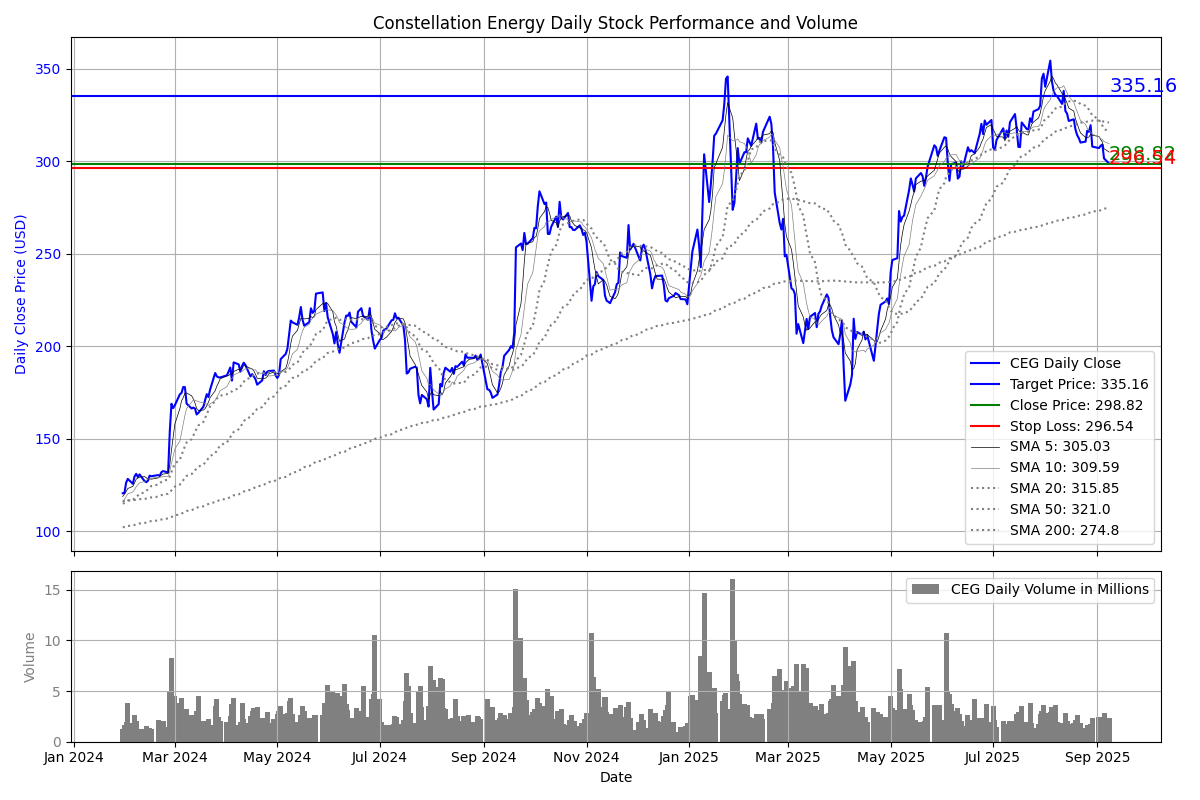 Constellation Energy Daily Stock Performance and Volume
Daily Close Price (USD)
350
300
250
200
150
100
335.16
298.82
296.54
CEG Daily Close
Target Price: 335.16
Close Price: 298.82
Stop Loss: 296.54
SMA 5: 305.03
SMA 10: 309.59
SMA 20: 315.85
SMA 50: 321.0
SMA 200: 274.8
Volume
15
10
5
0
CEG Daily Volume in Millions
Jan 2024 Mar 2024 May 2024 Jul 2024 Sep 2024 Nov 2024 Jan 2025 Mar 2025 May 2025 Jul 2025 Sep 2025
Date